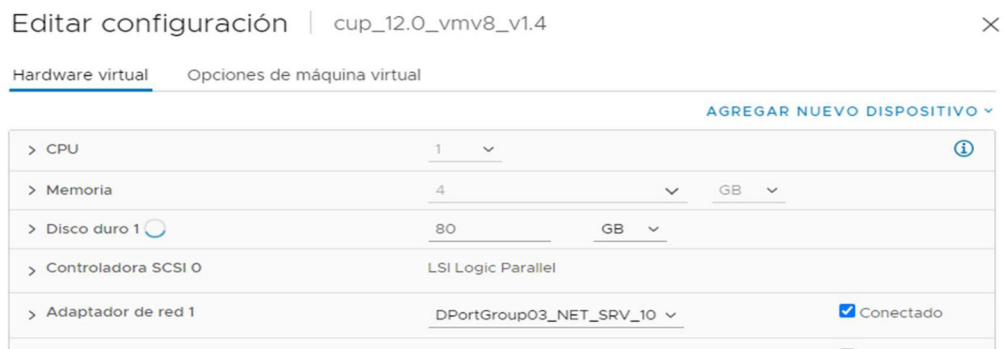 Editar configuración | cup_12.0_vmv8_v1.4
Hardware virtual Opciones de máquina virtual
AGREGAR NUEVO DISPOSITIVO
CPU 1
Memoria 4 GB
Disco duro 1 80 GB
Controladora SCSI 0 LSI Logic Parallel
Adaptador de red 1 DPortGroup03_NET_SRV_10 Conectado